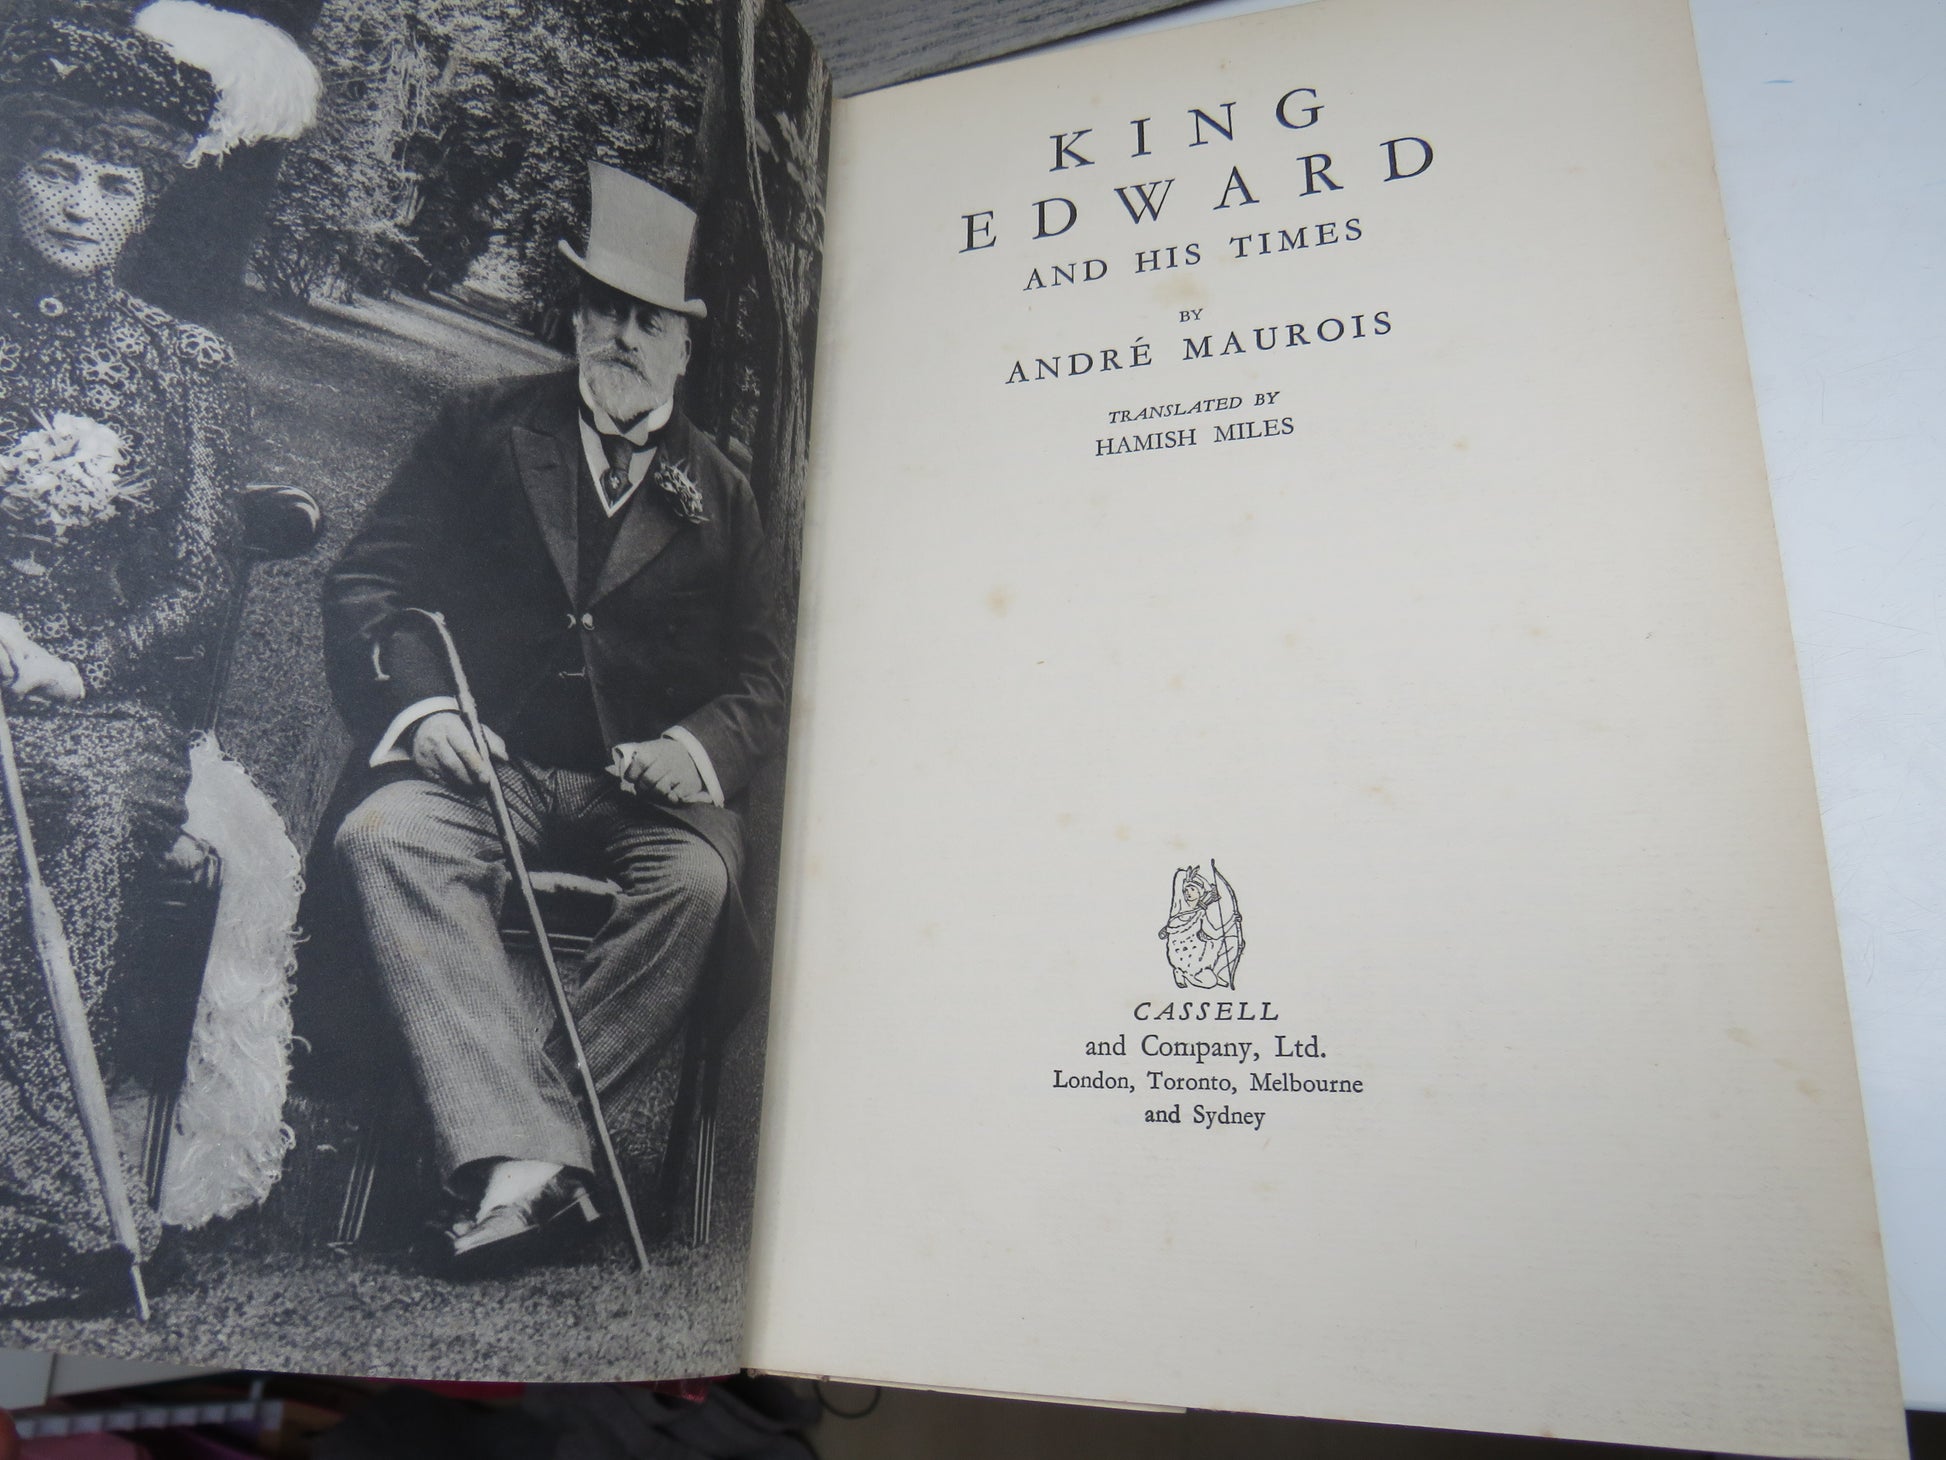 KING
EDWARD
AND HIS TIMES
BY
ANDRÉ MAUROIS
TRANSLATED BY
HAMISH MILES
CASSELL
and Company, Ltd.
London, Toronto, Melbourne
and Sydney